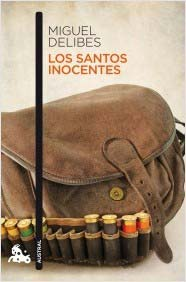 MIGUEL
DELIBES
LOS SANTOS
INOCENTES
AUSTRAL